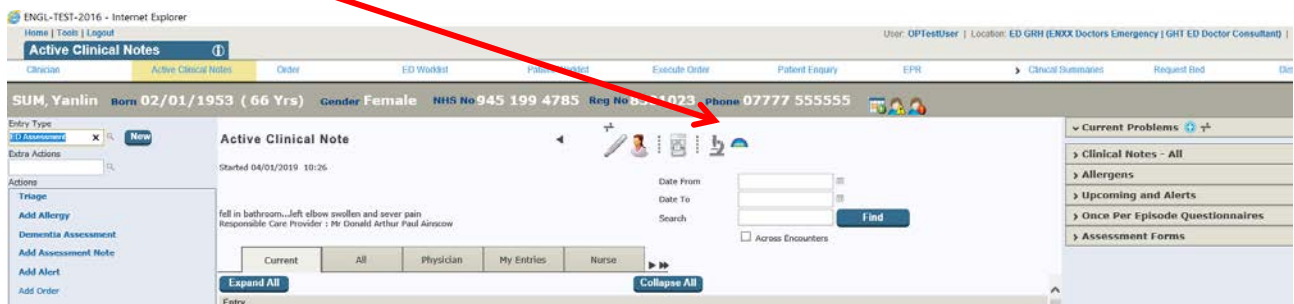 ENGL-TEST-2016 - Internet Explorer
Home | Tools | Logout
User: OPTestUser | Location: ED GRH (ENXX Doctors Emergency | GHT ED Doctor Consultant) |
Active Clinical Notes
Clinician Active Clinical Notes Order ED Worklist Patient Execute Order Patient Enquiry EPR > Clinical Summaries Request Bed
SUM, Yanlin Born 02/01/1953 (66 Yrs) Gender Female NHS No 945 199 4785 Reg No Phone 07777 555555
Entry Type
ED Assessment x New
Extra Actions
Actions
Triage
Add Allergy
Dementia Assessment
Add Assessment Note
Add Alert
Add Order
Active Clinical Note
Started 04/01/2019 10:26
Date From
Date To
Search Find
Across Encounters
fell in bathroom...left elbow swollen and sever pain
Responsible Care Provider : Mr Donald Arthur Paul Ainscow
Current All Physician My Entries Nurse
Expand All Collapse All
Entry
Current Problems
> Clinical Notes - All
> Allergens
> Upcoming and Alerts
> Once Per Episode Questionnaires
> Assessment Forms